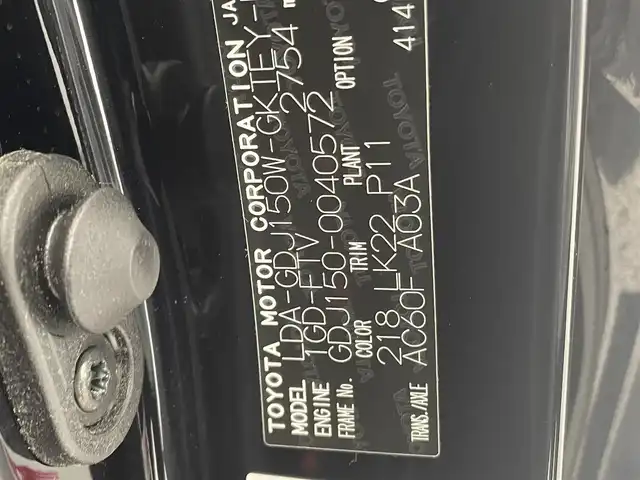 TOYOTA MOTOR CORPORATION JA
MODEL LDA-GDJ150W-GKTEY-
ENGINE 1GD-FTV 2754 m
FRAME No. GDJ150-0040572
COLOR TRIM PLANT OPTION
218 LK22 P11 414
TRANS./AXLE AC60F A03A